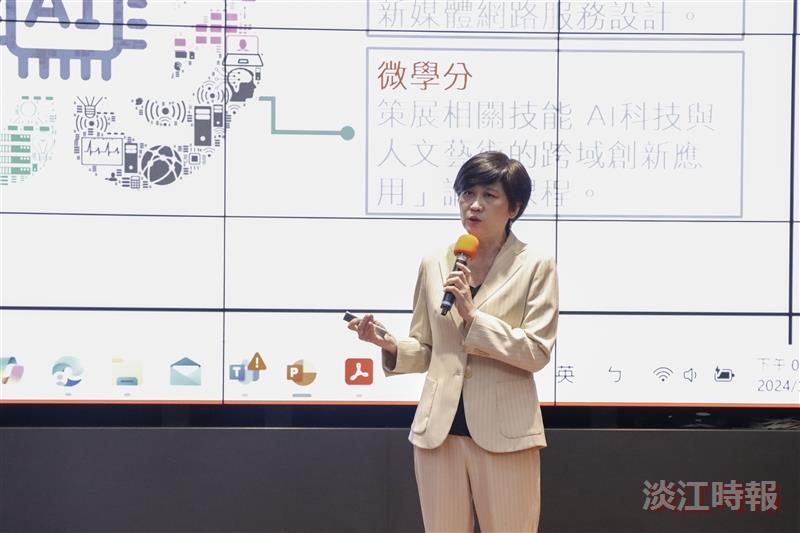 AI
新媒體網路服務設計。
微學分
策展相關技能 AI科技與
人文藝術的跨域創新應
用」
程。
英
ㄅ
下午 0
2024/
淡江時報